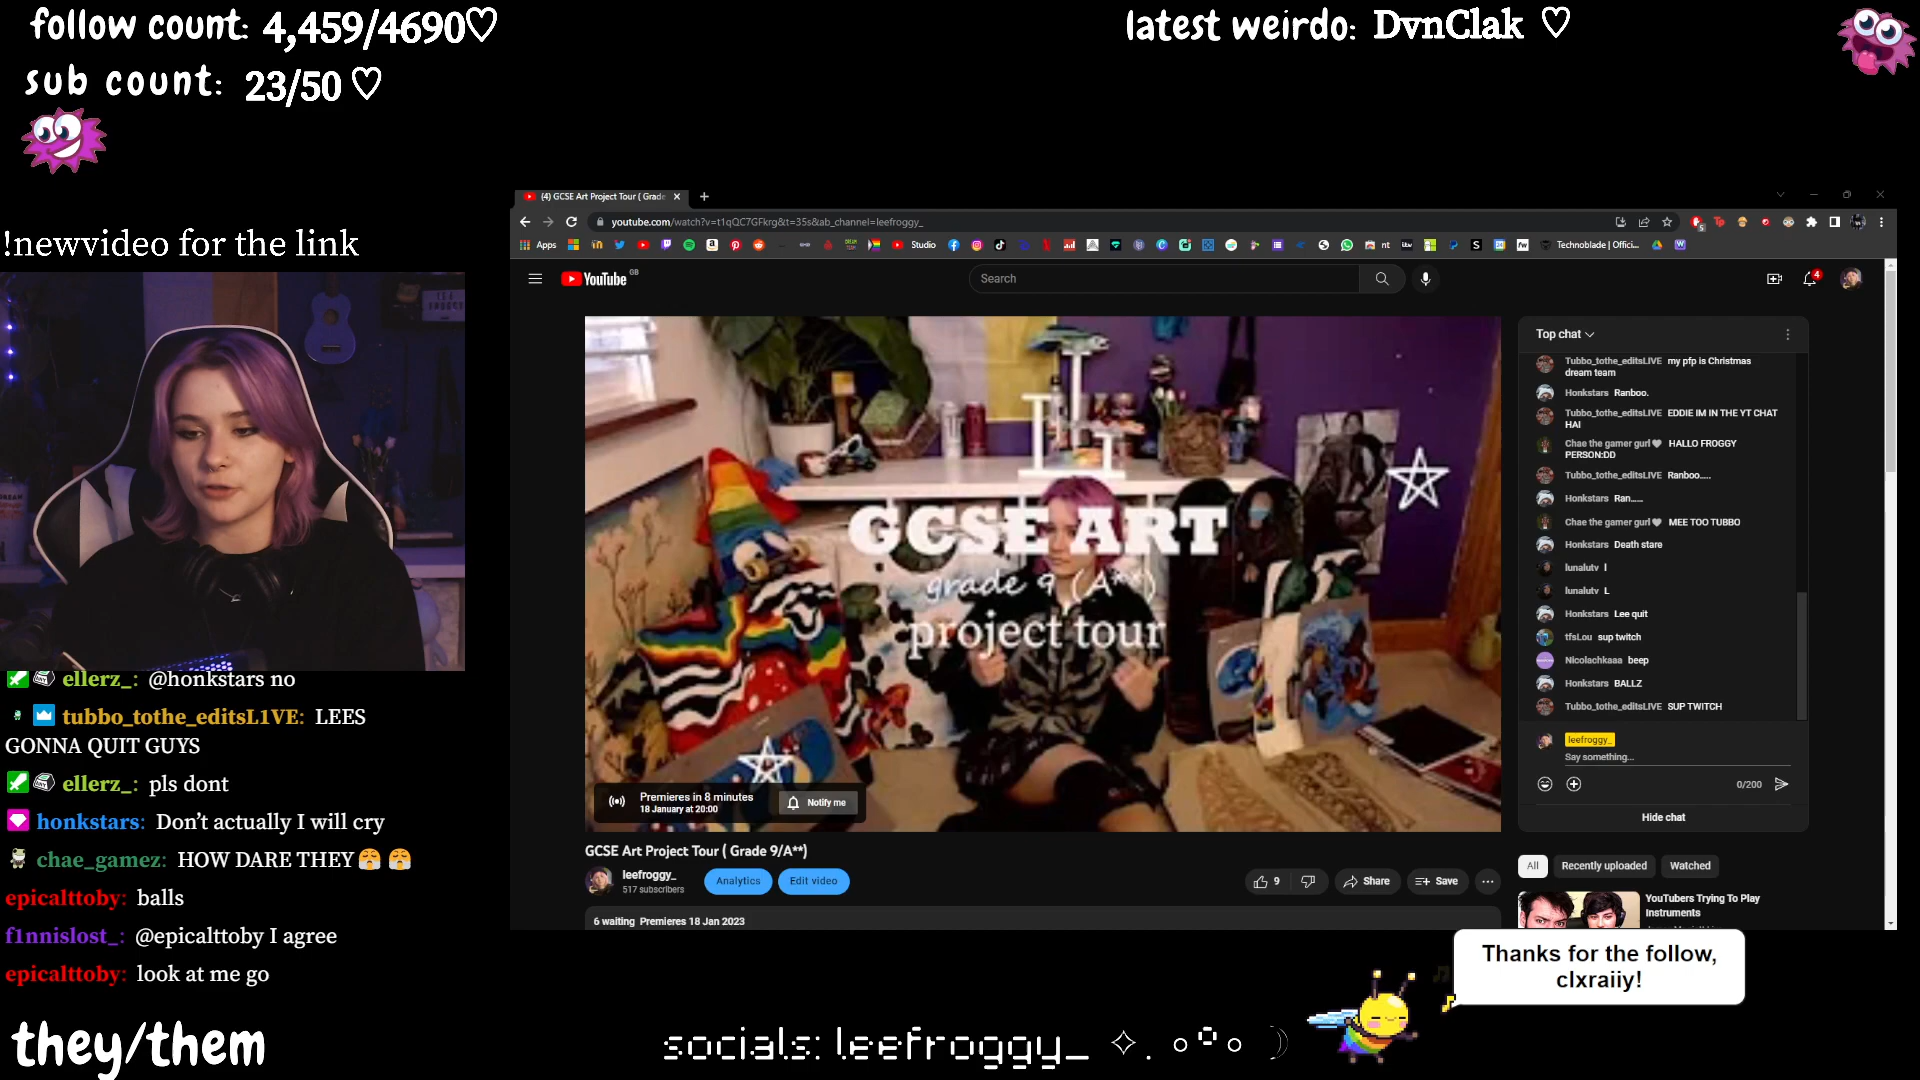 follow count: 4,459/4690♡
sub count: 23/50 ♡
latest weirdo: DvnClak ♡
!newvideo for the link
ellerz_: @honkstars no
tubbo_tothe_editsL1VE: LEES
GONNA QUIT GUYS
ellerz_: pls dont
honkstars: Don’t actually I will cry
chae_gamez: HOW DARE THEY 😤 😤
epicalttoby: balls
f1nnislost_: @epicalttoby I agree
epicalttoby: look at me go
they/them
(4) GCSE Art Project Tour ( Grade
youtube.com/watch?v=t1qQC7GFkrg&t=35s&ab_channel=leefroggy_
Apps
Studio
nt
Technoblade | Offici...
YouTube GB
Search
4
GCSE ART
grade 9 (A**)
project tour
Premieres in 8 minutes
18 January at 20:00
Notify me
GCSE Art Project Tour ( Grade 9/A**)
leefroggy_
517 subscribers
Analytics
Edit video
9
Share
Save
6 waiting Premieres 18 Jan 2023
Top chat
Tubbo_tothe_editsLIVE my pfp is Christmas
dream team
Honkstars Ranboo.
Tubbo_tothe_editsLIVE EDDIE IM IN THE YT CHAT
HAI
Chae the gamer gurl🖤 HALLO FROGGY
PERSON:DD
Tubbo_tothe_editsLIVE Ranboo.....
Honkstars Ran......
Chae the gamer gurl🖤 MEE TOO TUBBO
Honkstars Death stare
lunalutv l
lunalutv L
Honkstars Lee quit
tfsLou sup twitch
Nicolachkaaa beep
Honkstars BALLZ
Tubbo_tothe_editsLIVE SUP TWITCH
leefroggy_
Say something...
0/200
Hide chat
All
Recently uploaded
Watched
YouTubers Trying To Play
Instruments
Thanks for the follow,
clxraiiy!
socials: leefroggy_